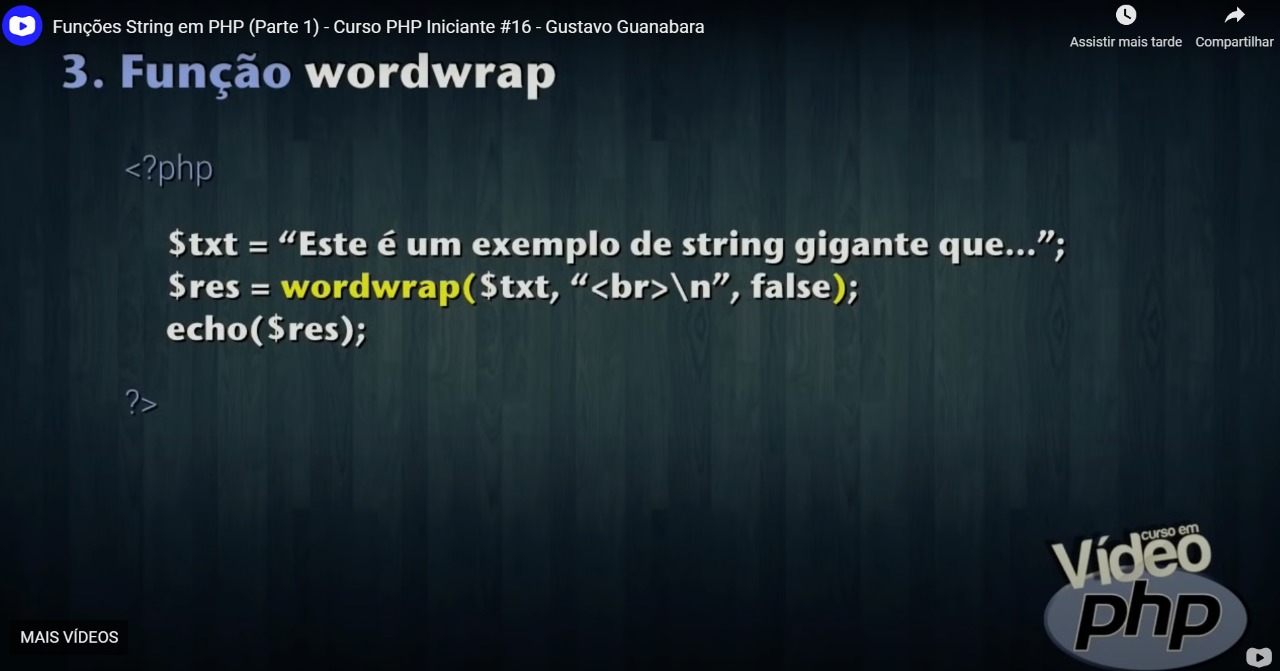 Funções String em PHP (Parte 1) - Curso PHP Iniciante #16 - Gustavo Guanabara
Assistir mais tarde
Compartilhar
3. Função wordwrap
<?php
$txt = “Este é um exemplo de string gigante que...”;
$res = wordwrap($txt, “<br>\n”, false);
echo($res);
?>
curso em
Vídeo
php
MAIS VÍDEOS